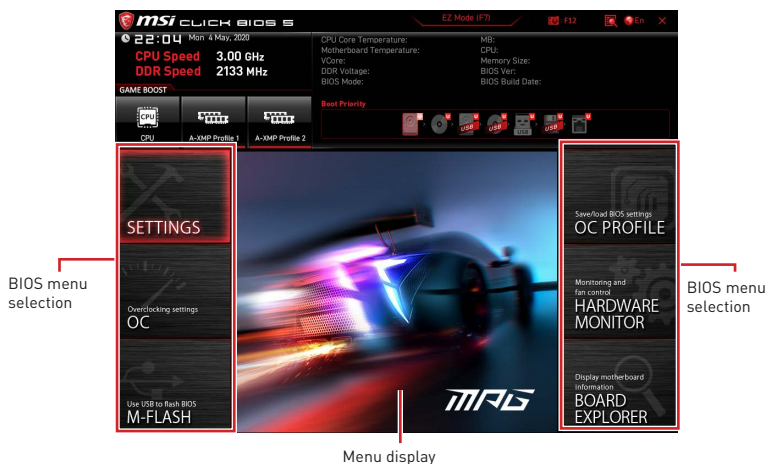 msi CLICK BIOS 5
EZ Mode (F7)
F12
En
22:04 Mon 4 May, 2020
CPU Speed 3.00 GHz
DDR Speed 2133 MHz
CPU Core Temperature:
Motherboard Temperature:
VCore:
DDR Voltage:
BIOS Mode:
MB:
CPU:
Memory Size:
BIOS Ver:
BIOS Build Date:
GAME BOOST
CPU
CPU
A-XMP Profile 1
A-XMP Profile 2
Boot Priority
U
U
USB
U
USB
U
USB
U
USB
U
U
SETTINGS
Overclocking settings
OC
Use USB to flash BIOS
M-FLASH
MPG
Save/load BIOS settings
OC PROFILE
Monitoring and
fan control
HARDWARE
MONITOR
Display motherboard
information
BOARD
EXPLORER
BIOS menu
selection
BIOS menu
selection
Menu display